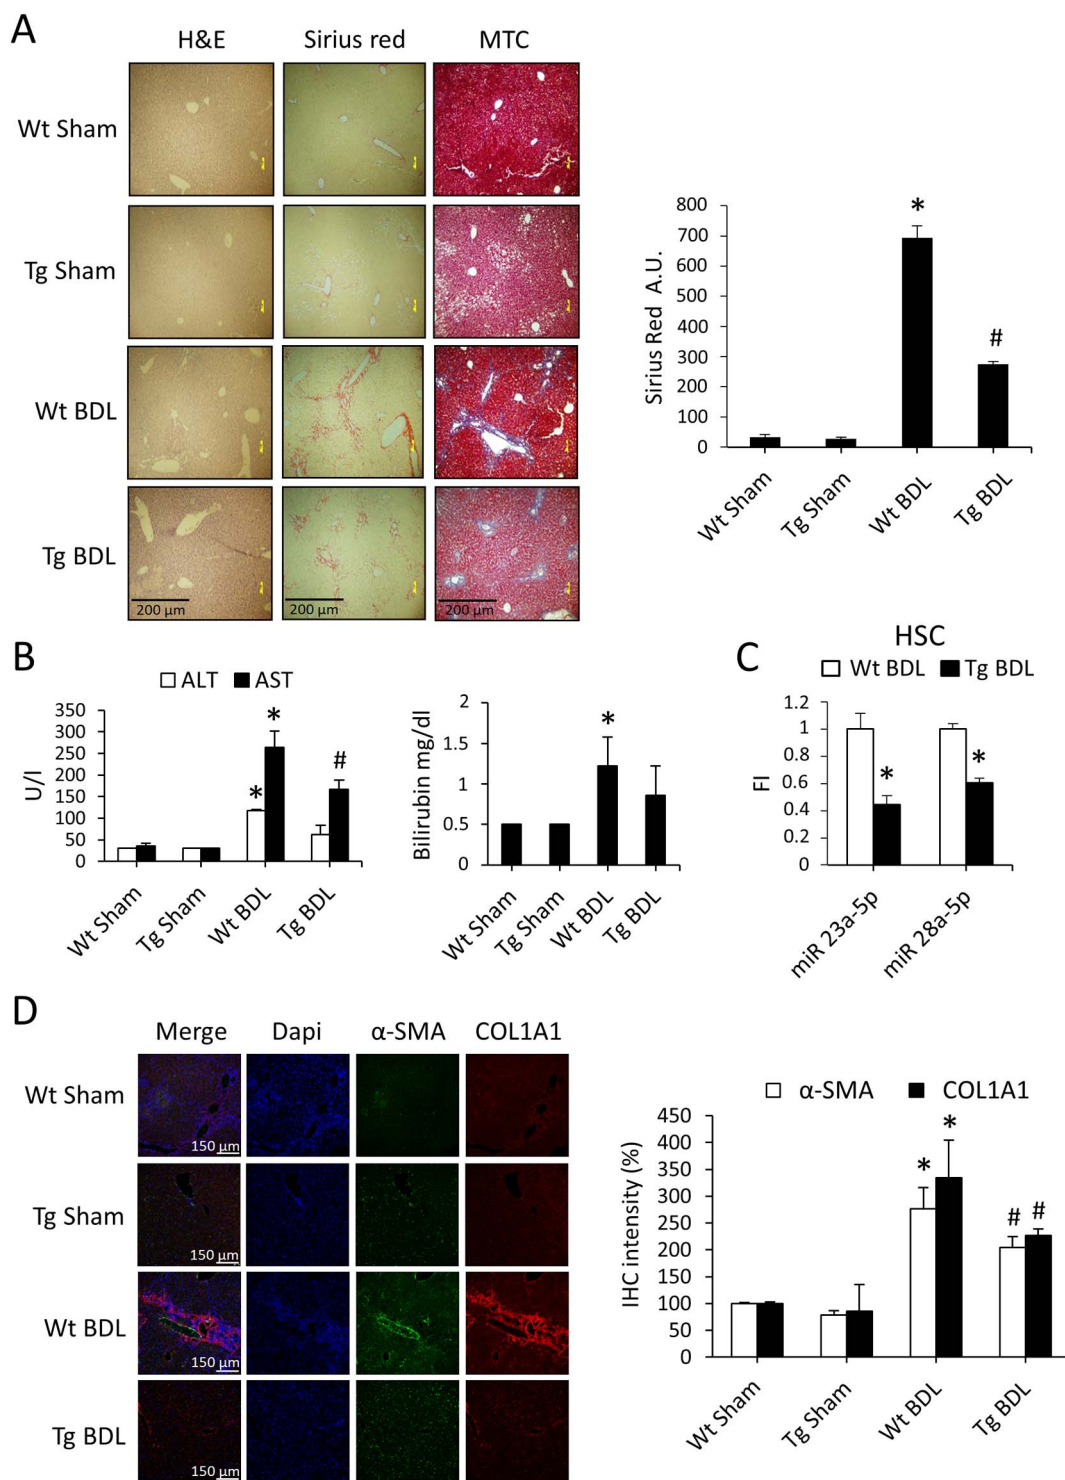 A
H&E Sirius red MTC
Wt Sham
Tg Sham
Wt BDL
Tg BDL
200 µm 200 µm 200 µm
Sirius Red A.U.
800
700
600
500
400
300
200
100
0
*
#
Wt Sham Tg Sham Wt BDL Tg BDL
B
ALT AST
U/l
350
300
250
200
150
100
50
0
* * #
Wt Sham Tg Sham Wt BDL Tg BDL
Bilirubin mg/dl
2
1.5
1
0.5
0
*
Wt Sham Tg Sham Wt BDL Tg BDL
C
HSC
Wt BDL Tg BDL
FI
1.2
1
0.8
0.6
0.4
0.2
0
* *
miR 23a-5p miR 28a-5p
D
Merge Dapi α-SMA COL1A1
Wt Sham
150 µm
Tg Sham
150 µm
Wt BDL
150 µm
Tg BDL
150 µm
α-SMA COL1A1
IHC intensity (%)
450
400
350
300
250
200
150
100
50
0
* * # #
Wt Sham Tg Sham Wt BDL Tg BDL